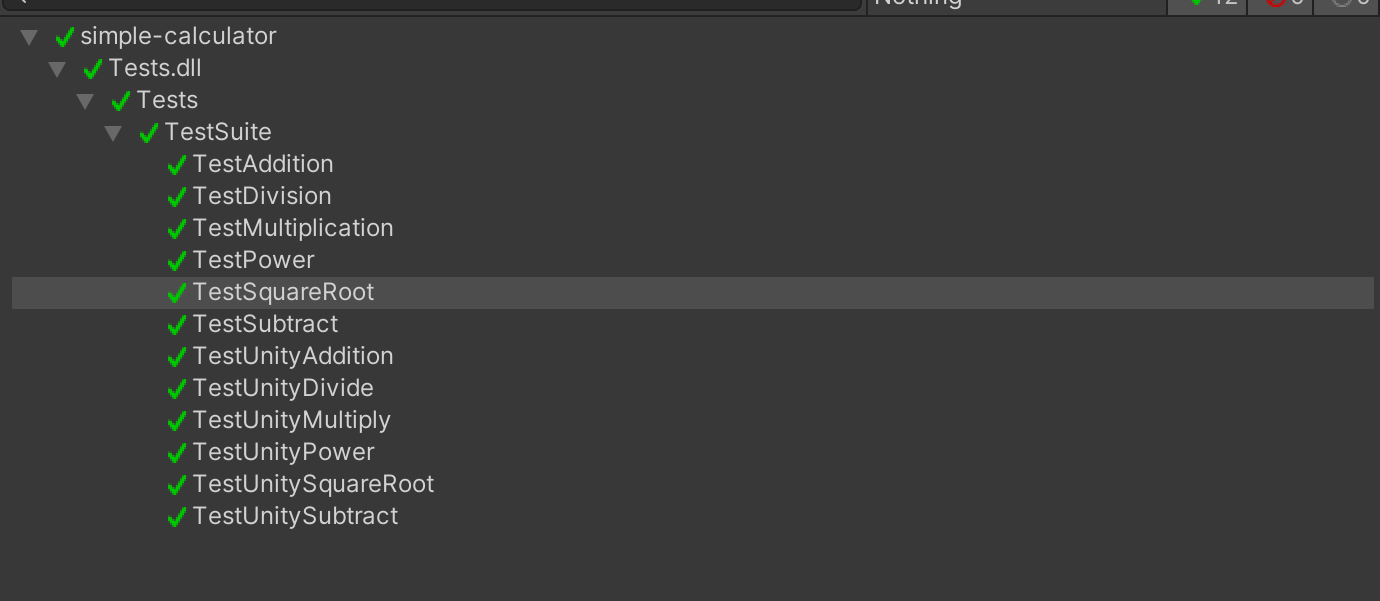 Nothing 12 0 0
simple-calculator
Tests.dll
Tests
TestSuite
TestAddition
TestDivision
TestMultiplication
TestPower
TestSquareRoot
TestSubtract
TestUnityAddition
TestUnityDivide
TestUnityMultiply
TestUnityPower
TestUnitySquareRoot
TestUnitySubtract